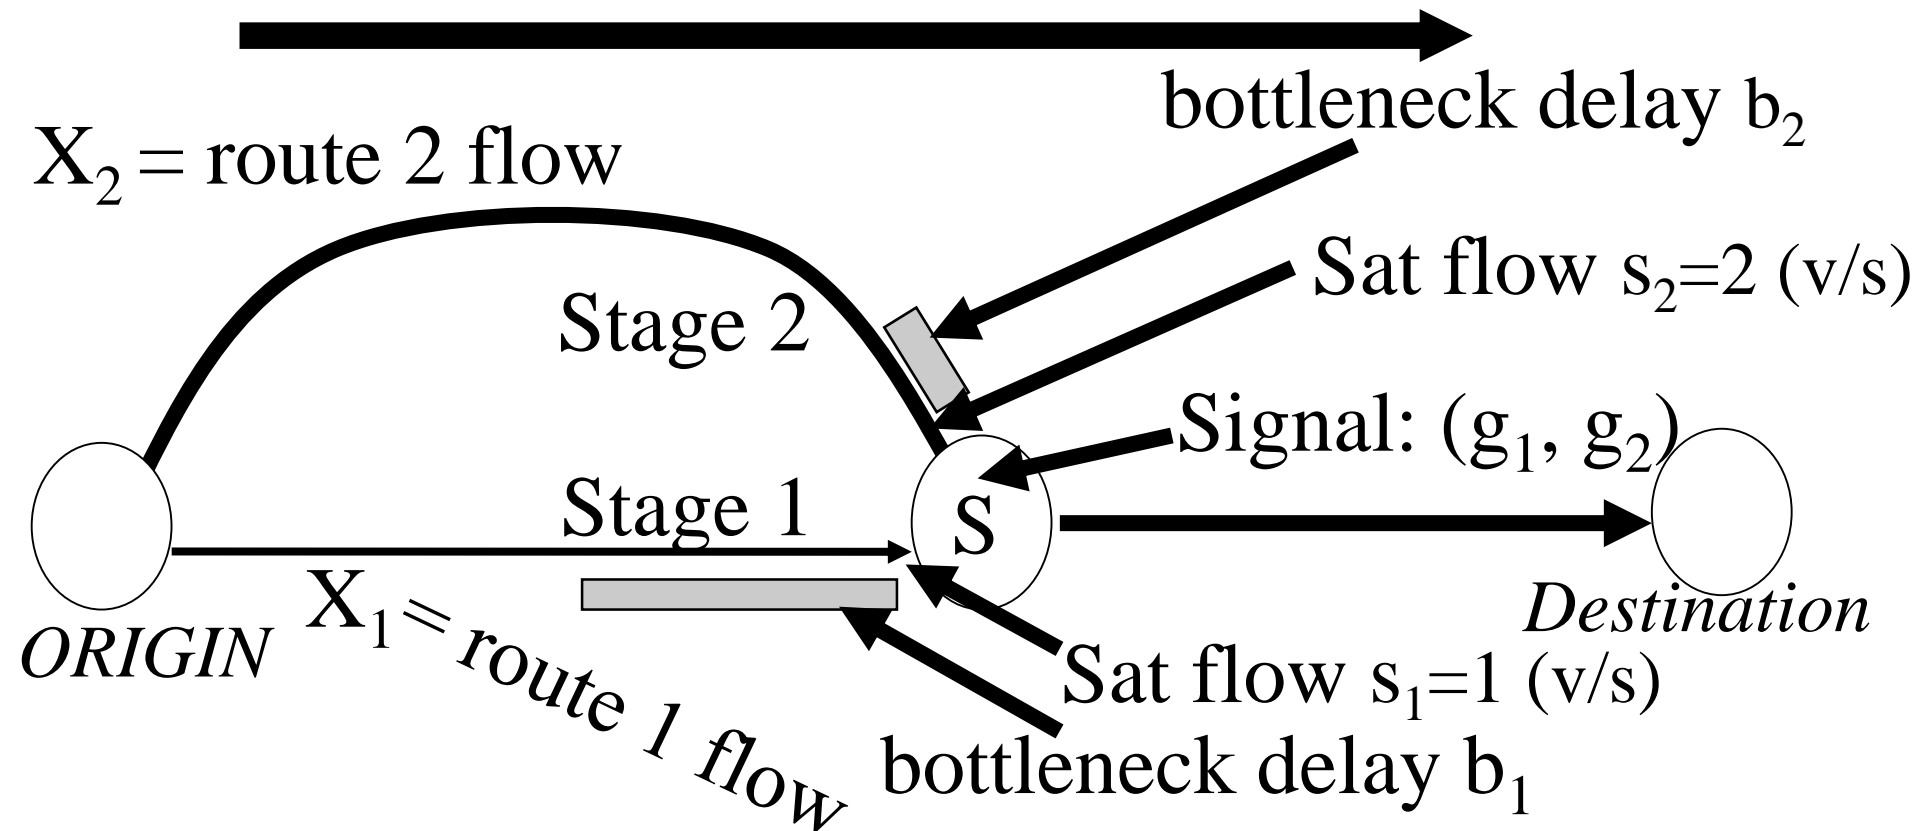 bottleneck delay b₂
X₂ = route 2 flow
Sat flow s₂=2 (v/s)
Stage 2
Signal: (g₁, g₂)
Stage 1
S
X₁ = route 1 flow
Destination
ORIGIN
Sat flow s₁=1 (v/s)
bottleneck delay b₁